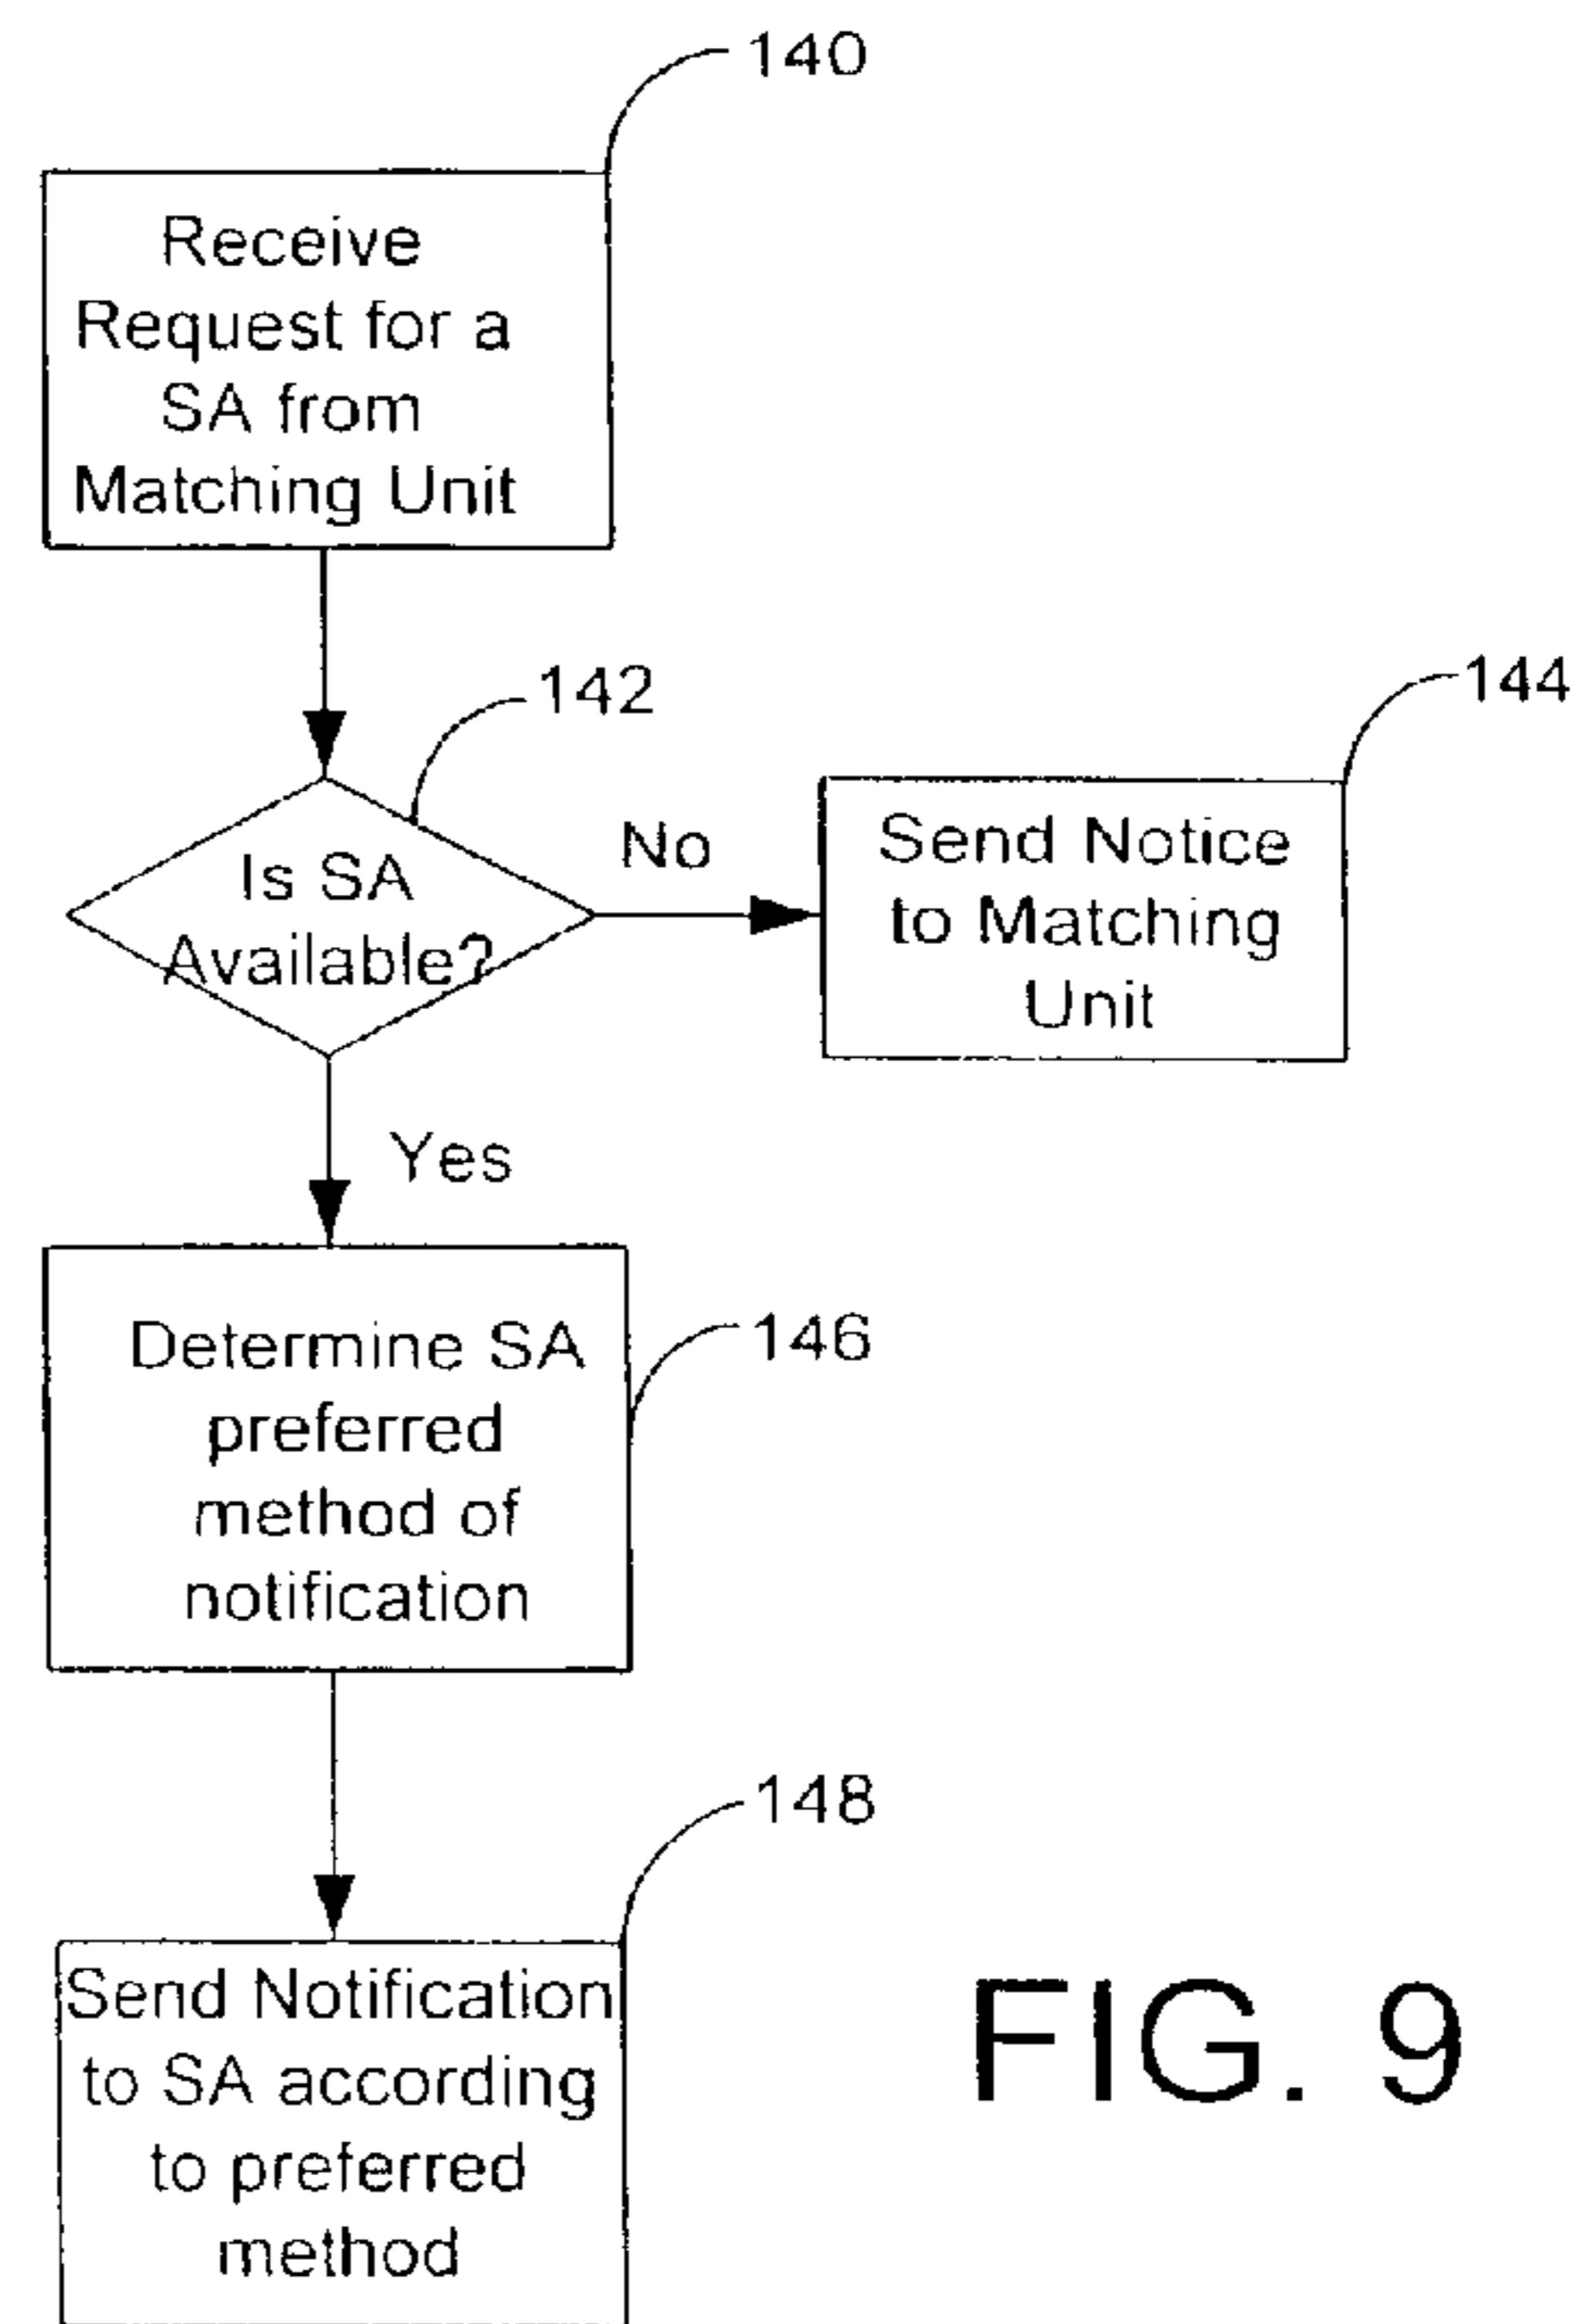 140
Receive
Request for a
SA from
Matching Unit
142
Is SA
Available?
No
144
Send Notice
to Matching
Unit
Yes
146
Determine SA
preferred
method of
notification
148
Send Notification
to SA according
to preferred
method
FIG. 9